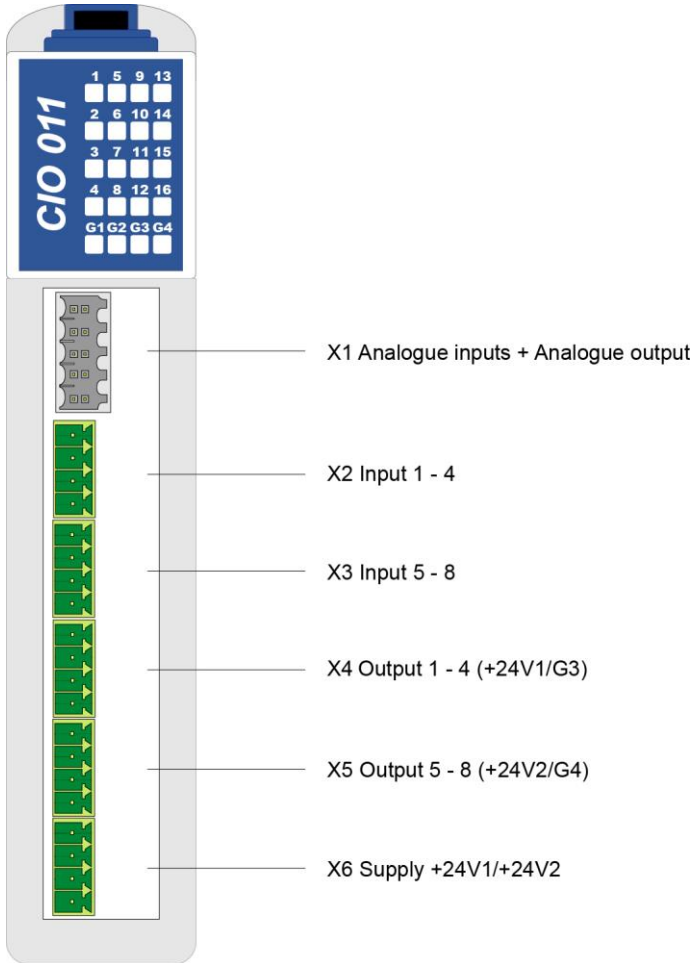 CIO 011
1 5 9 13
2 6 10 14
3 7 11 15
4 8 12 16
G1 G2 G3 G4
X1 Analogue inputs + Analogue output
X2 Input 1 - 4
X3 Input 5 - 8
X4 Output 1 - 4 (+24V1/G3)
X5 Output 5 - 8 (+24V2/G4)
X6 Supply +24V1/+24V2